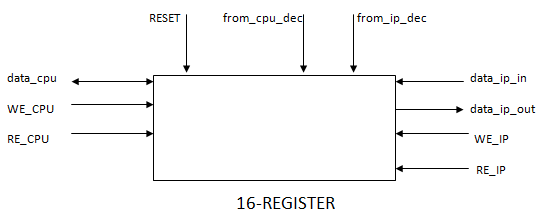 RESET
from_cpu_dec
from_ip_dec
data_cpu
WE_CPU
RE_CPU
data_ip_in
data_ip_out
WE_IP
RE_IP
16-REGISTER